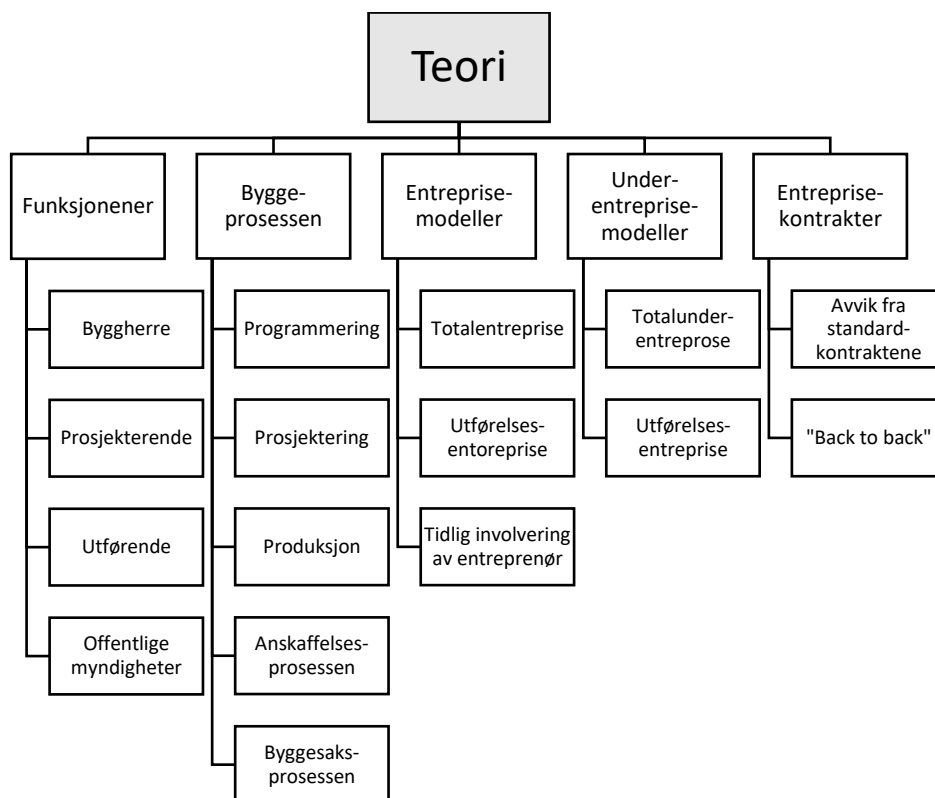 Teori
Funksjonener
Bygge-
prosessen
Entreprise-
modeller
Under-
entreprise-
modeller
Entreprise-
kontrakter
Byggherre
Prosjekterende
Utførende
Offentlige
myndigheter
Programmering
Prosjektering
Produksjon
Anskaffelses-
prosessen
Byggesaks-
prosessen
Totalentreprise
Utførelses-
entoreprise
Tidlig involvering
av entreprenør
Totalunder-
entreprose
Utførelses-
entreprise
Avvik fra
standard-
kontraktene
"Back to back"